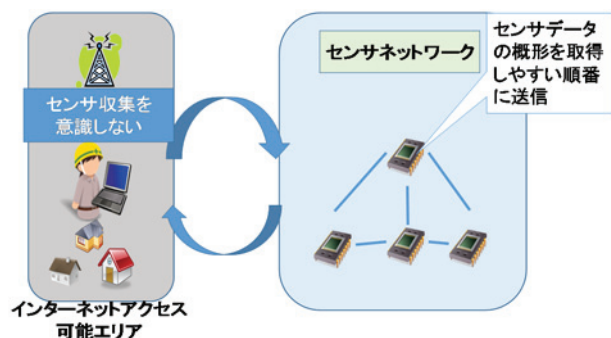 センサ収集を
意識しない
インターネットアクセス
可能エリア
センサネットワーク
センサデータ
の概形を取得
しやすい順番
に送信